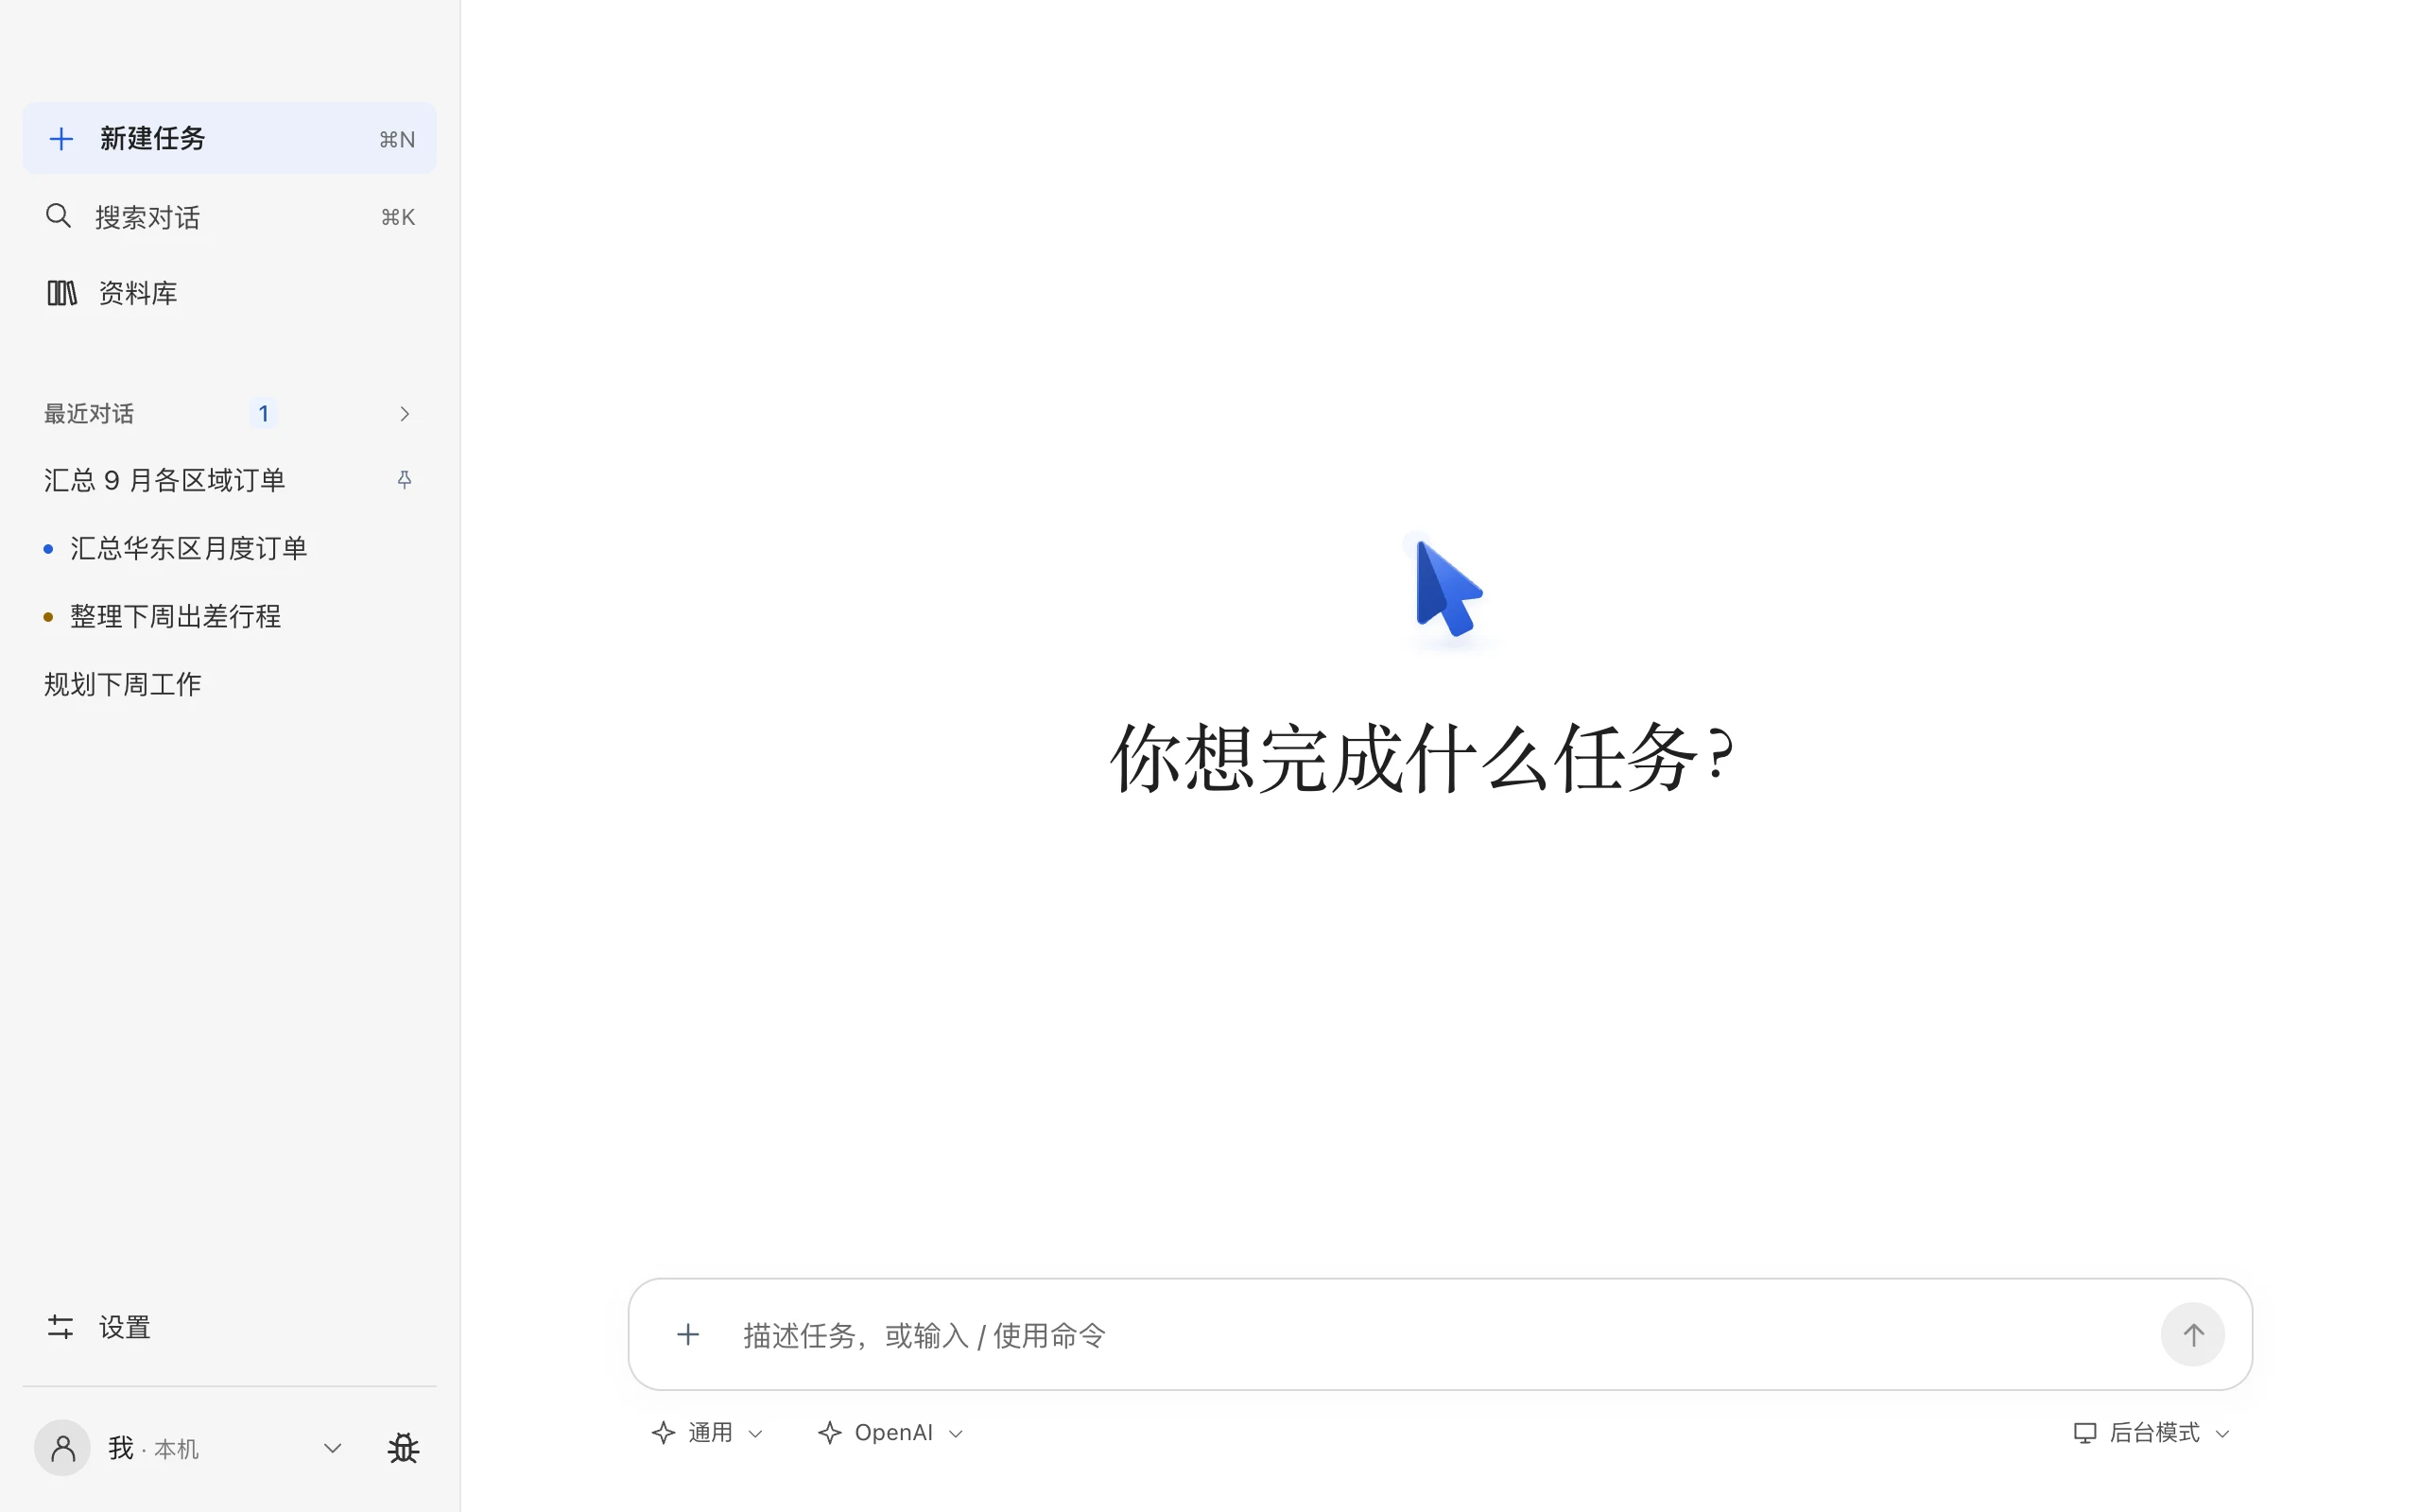 新建任务 ⌘N
搜索对话 ⌘K
资料库
最近对话 1
汇总 9 月各区域订单
汇总华东区月度订单
整理下周出差行程
规划下周工作
设置
我 · 本机
你想完成什么任务？
描述任务，或输入 / 使用命令
通用 OpenAI 后台模式